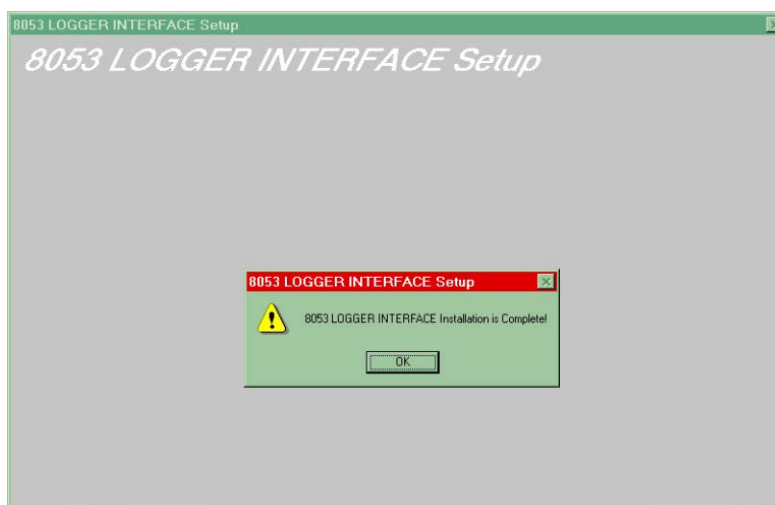 8053 LOGGER INTERFACE Setup
8053 LOGGER INTERFACE Setup
8053 LOGGER INTERFACE Setup
8053 LOGGER INTERFACE Installation is Complete!
OK